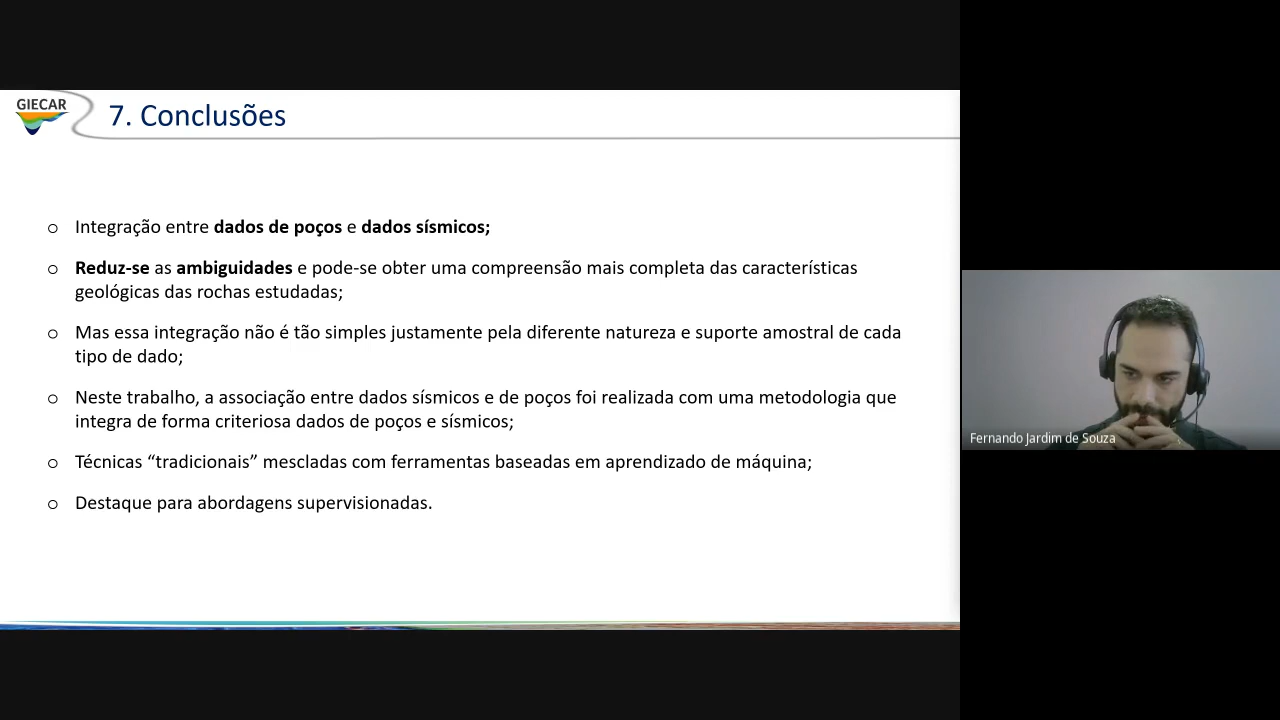 GIECAR
7. Conclusões
o Integração entre dados de poços e dados sísmicos;
o Reduz-se as ambiguidades e pode-se obter uma compreensão mais completa das características
geológicas das rochas estudadas;
o Mas essa integração não é tão simples justamente pela diferente natureza e suporte amostral de cada
tipo de dado;
o Neste trabalho, a associação entre dados sísmicos e de poços foi realizada com uma metodologia que
integra de forma criteriosa dados de poços e sísmicos;
o Técnicas “tradicionais” mescladas com ferramentas baseadas em aprendizado de máquina;
o Destaque para abordagens supervisionadas.
Fernando Jardim de Souza